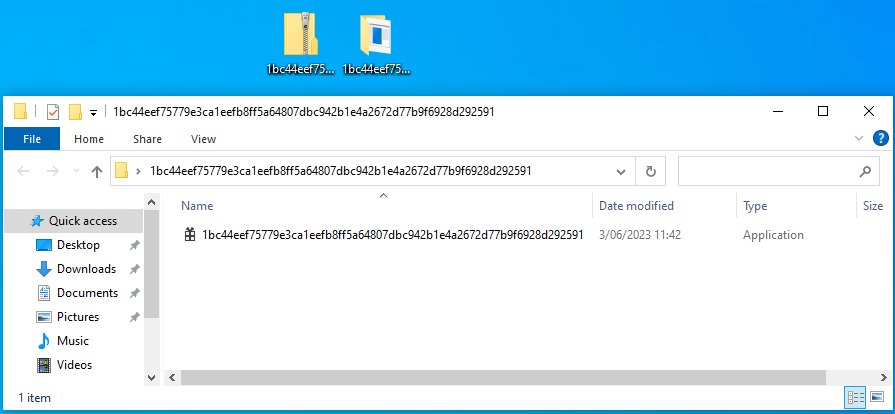 1bc44eef75... 1bc44eef75...
1bc44eef75779e3ca1eefb8ff5a64807dbc942b1e4a2672d77b9f6928d292591
File Home Share View
1bc44eef75779e3ca1eefb8ff5a64807dbc942b1e4a2672d77b9f6928d292591
Name Date modified Type Size
Quick access
1bc44eef75779e3ca1eefb8ff5a64807dbc942b1e4a2672d77b9f6928d292591 3/06/2023 11:42 Application
Desktop
Downloads
Documents
Pictures
Music
Videos
1 item